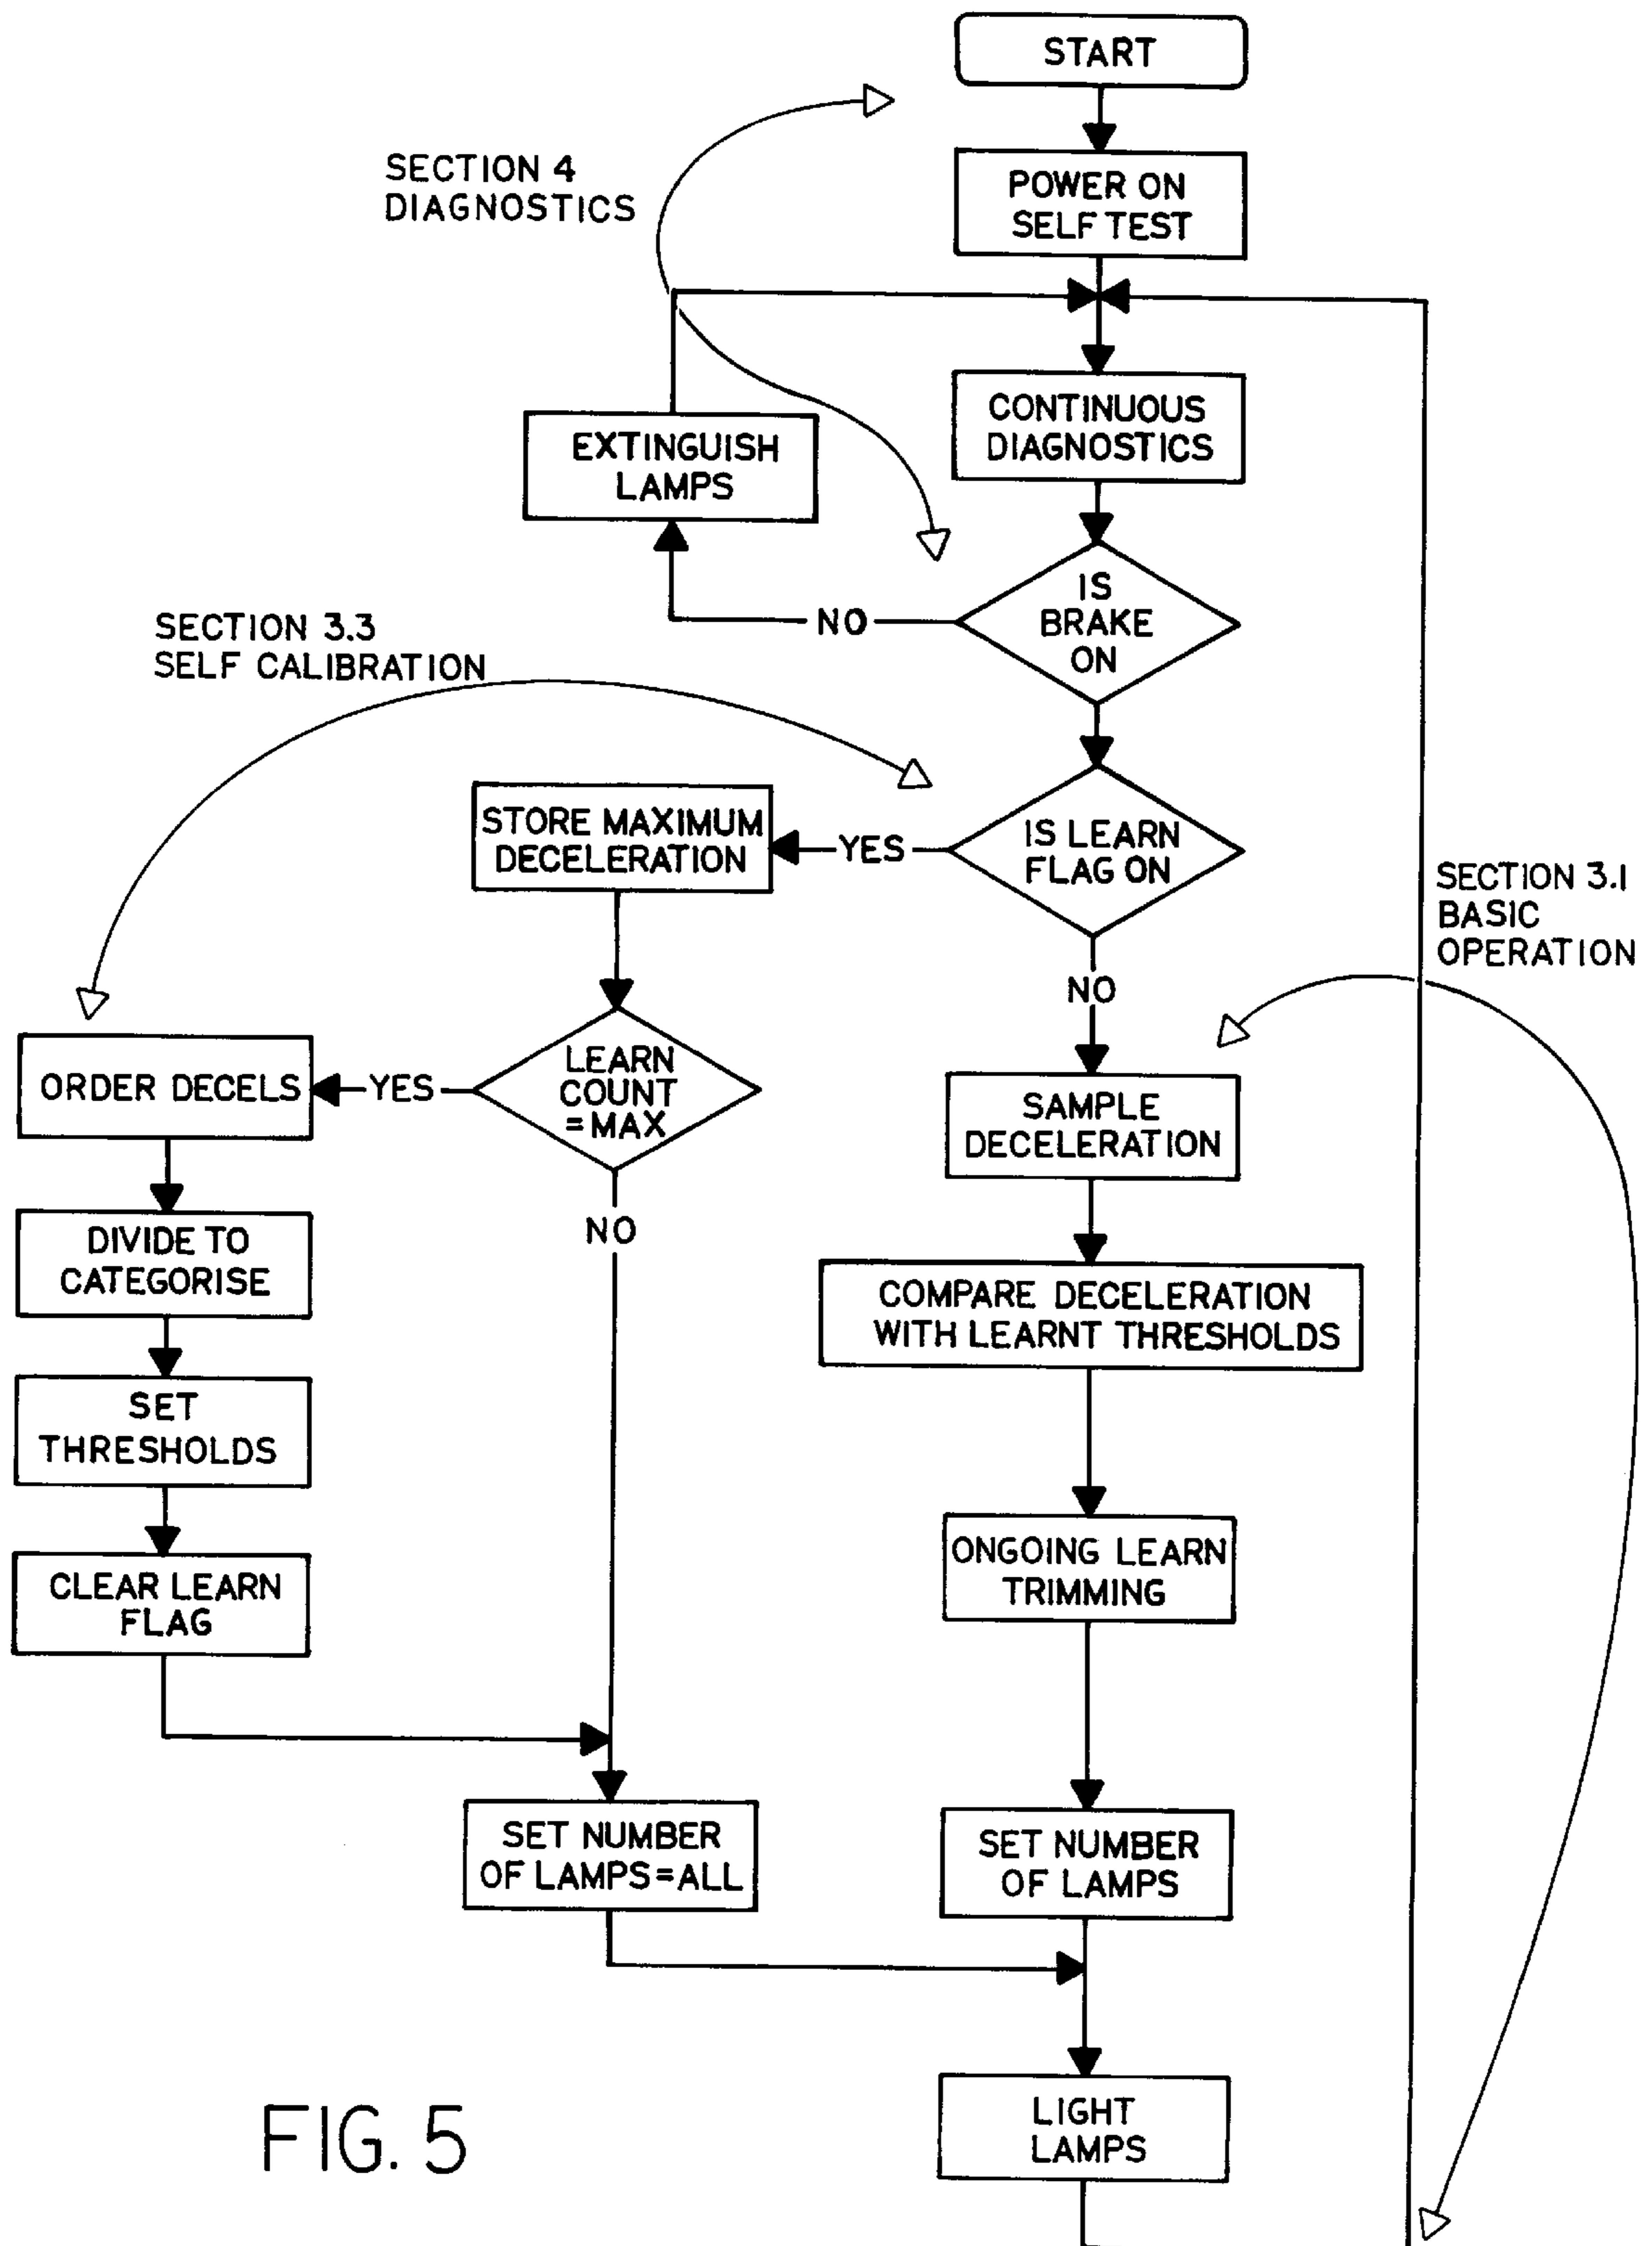 START
SECTION 4
DIAGNOSTICS
POWER ON
SELF TEST
CONTINUOUS
DIAGNOSTICS
EXTINGUISH
LAMPS
IS
BRAKE
ON
NO
SECTION 3.3
SELF CALIBRATION
STORE MAXIMUM
DECELERATION
YES
IS LEARN
FLAG ON
SECTION 3.1
BASIC
OPERATION
NO
ORDER DECELS
YES
LEARN
COUNT
=MAX
SAMPLE
DECELERATION
NO
DIVIDE TO
CATEGORISE
COMPARE DECELERATION
WITH LEARNT THRESHOLDS
SET
THRESHOLDS
ONGOING LEARN
TRIMMING
CLEAR LEARN
FLAG
SET NUMBER
OF LAMPS=ALL
SET NUMBER
OF LAMPS
LIGHT
LAMPS
FIG. 5